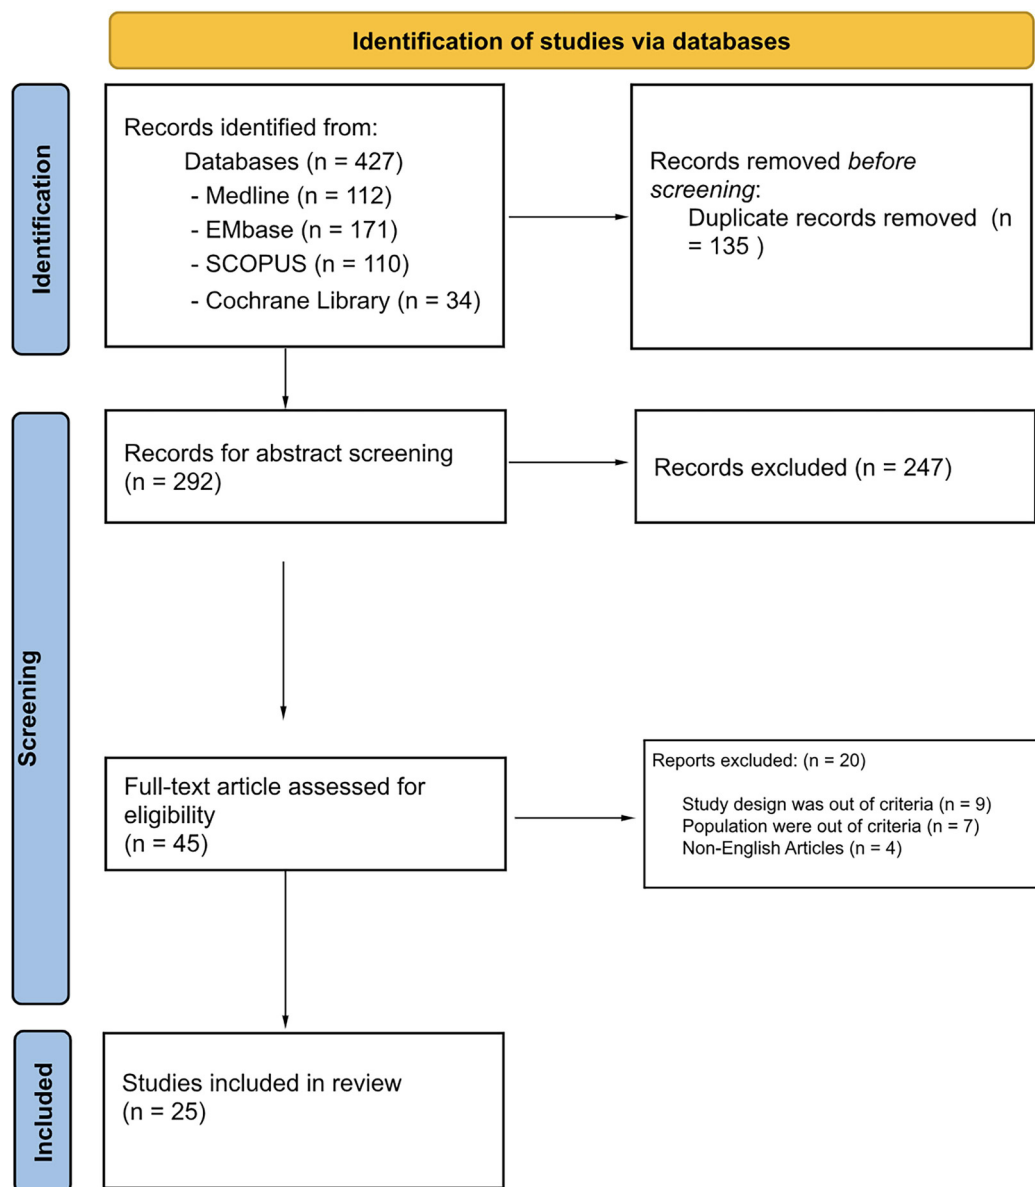 Identification of studies via databases
Identification
Records identified from:
Databases (n = 427)
- Medline (n = 112)
- EMbase (n = 171)
- SCOPUS (n = 110)
- Cochrane Library (n = 34)
Records removed before
screening:
Duplicate records removed (n
= 135 )
Screening
Records for abstract screening
(n = 292)
Records excluded (n = 247)
Full-text article assessed for
eligibility
(n = 45)
Reports excluded: (n = 20)
Study design was out of criteria (n = 9)
Population were out of criteria (n = 7)
Non-English Articles (n = 4)
Included
Studies included in review
(n = 25)